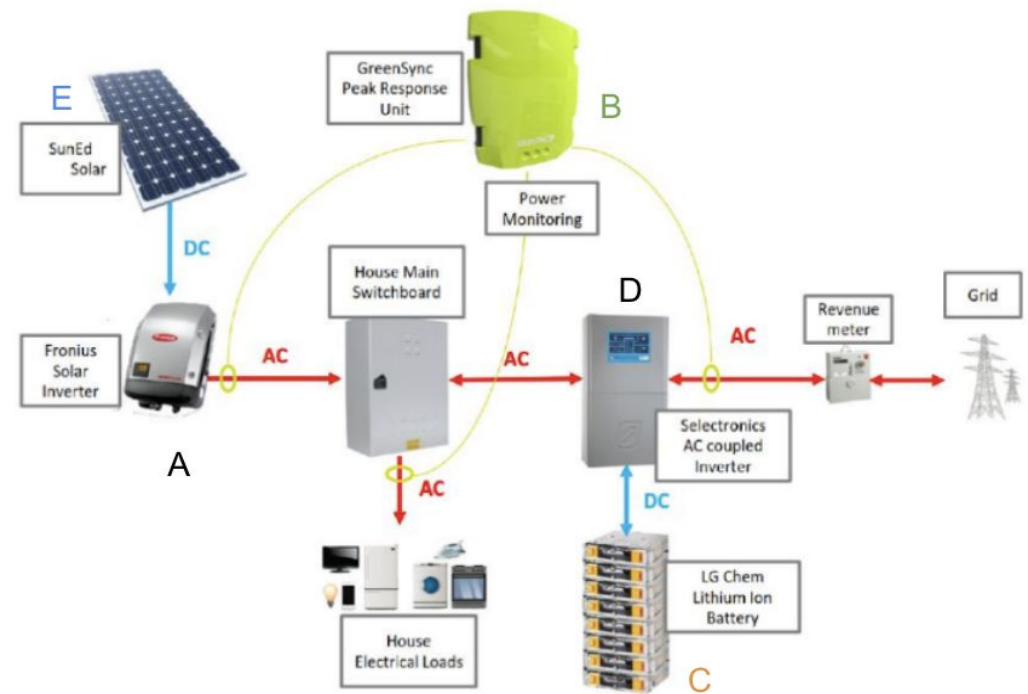 GreenSync
Peak Response
Unit
B
E
SunEd
Solar
Power
Monitoring
DC
House Main
Switchboard
D
Revenue
meter
Grid
Fronius
Solar
Inverter
AC
AC
AC
Selectronics
AC coupled
Inverter
A
AC
DC
LG Chem
Lithium Ion
Battery
House
Electrical Loads
C